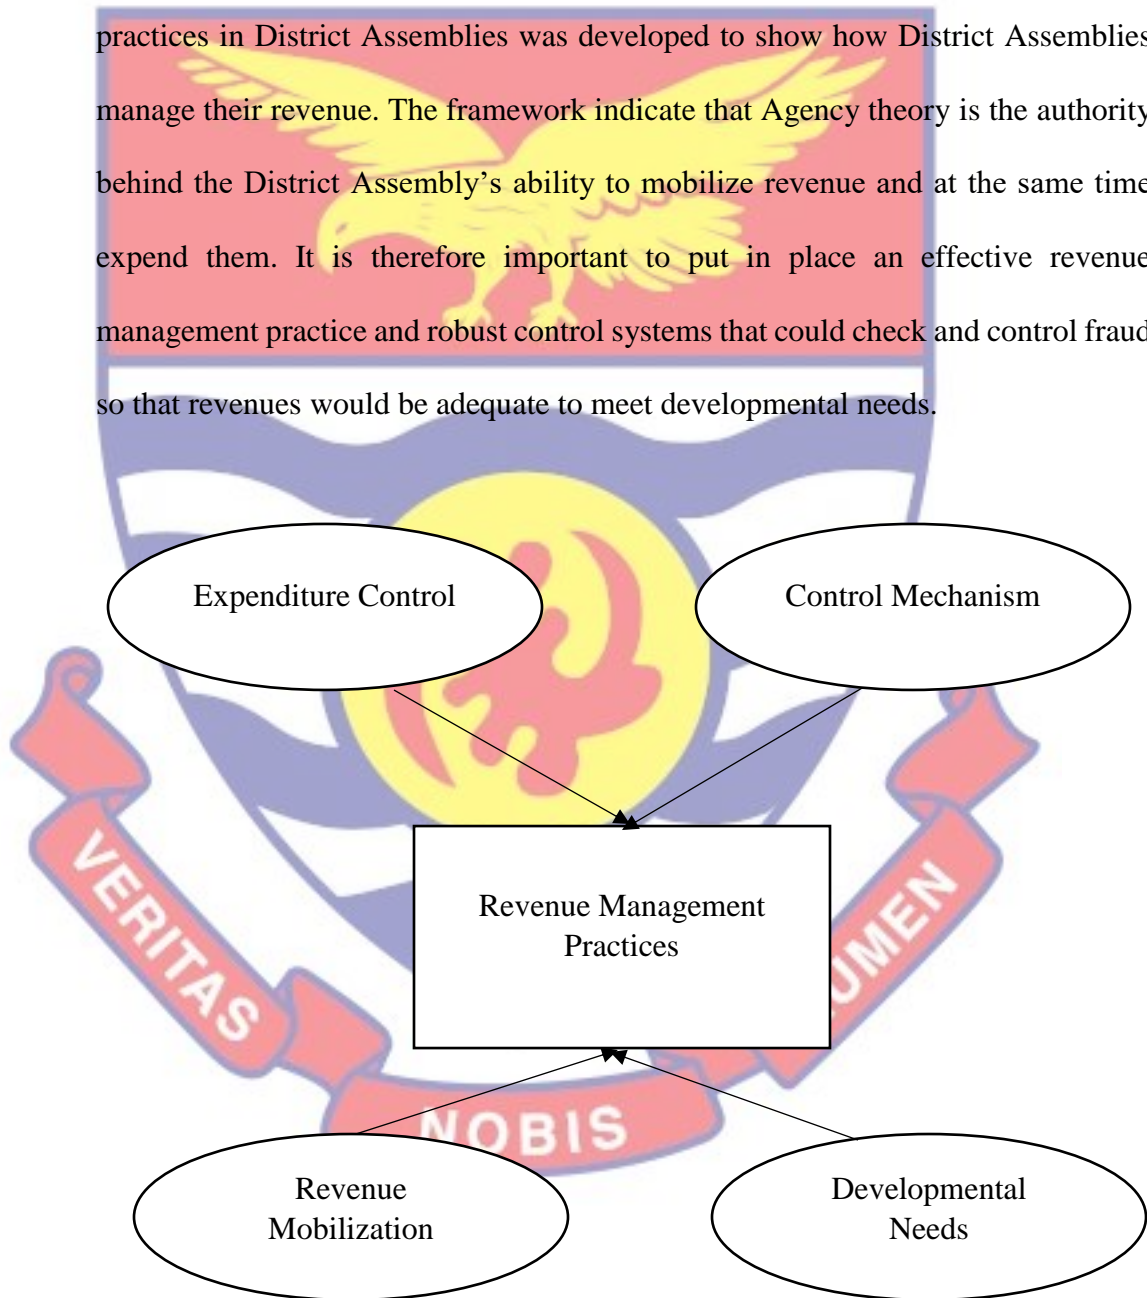 practices in District Assemblies was developed to show how District Assemblies
manage their revenue. The framework indicate that Agency theory is the authority
behind the District Assembly’s ability to mobilize revenue and at the same time
expend them. It is therefore important to put in place an effective revenue
management practice and robust control systems that could check and control fraud
so that revenues would be adequate to meet developmental needs.
Expenditure Control
Control Mechanism
Revenue Management
Practices
VERITAS
NOBIS
UMEN
Revenue
Mobilization
Developmental
Needs